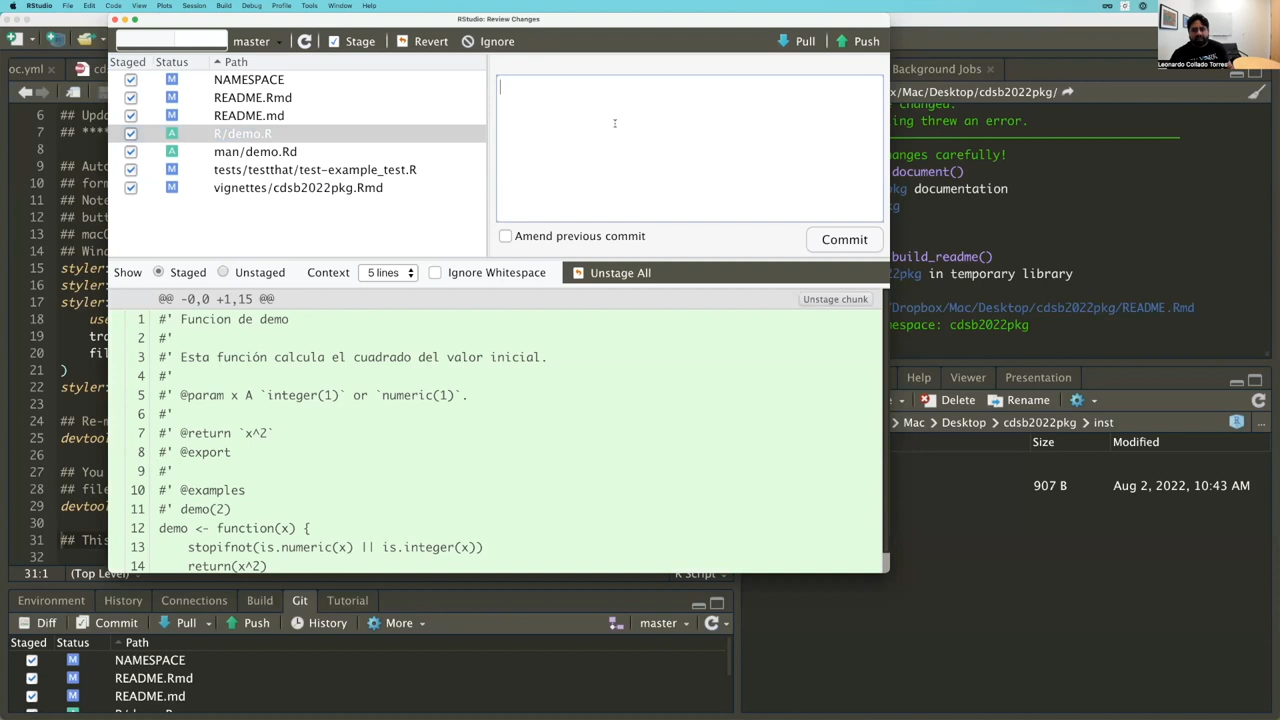 RStudio File Edit Code View Plots Session Build Debug Profile Tools Window Help
RStudio: Review Changes
master Stage Revert Ignore Pull Push
Leonardo Collado Torres
Staged Status Path
M NAMESPACE
M README.Rmd
M README.md
A R/demo.R
A man/demo.Rd
M tests/testthat/test-example_test.R
M vignettes/cdsb2022pkg.Rmd
Amend previous commit Commit
Show Staged Unstaged Context 5 lines Ignore Whitespace Unstage All
@@ -0,0 +1,15 @@ Unstage chunk
1 #' Funcion de demo
2 #'
3 #' Esta función calcula el cuadrado del valor inicial.
4 #'
5 #' @param x A `integer(1)` or `numeric(1)`.
6 #'
7 #' @return `x^2`
8 #' @export
9 #'
10 #' @examples
11 #' demo(2)
12 demo <- function(x) {
13 stopifnot(is.numeric(x) || is.integer(x))
14 return(x^2)
oc.yml cd
6 ## Upda
7 ## ****
8
9 ## Auto
10 ## form
11 ## Note
12 ## butt
13 ## macO
14 ## Wind
15 styler:
16 styler:
17 styler:
18 use
19 tra
20 fil
21 )
22 styler:
23
24 ## Re-m
25 devtool
26
27 ## You
28 ## file
29 devtool
30
31 ## This
32
31:1 (Top Level) R Script
Background Jobs
x/Mac/Desktop/cdsb2022pkg/
changed.
ing threw an error.
anges carefully!
document()
pkg documentation
kg
build_readme()
2pkg in temporary library
Dropbox/Mac/Desktop/cdsb2022pkg/README.Rmd
mespace: cdsb2022pkg
Help Viewer Presentation
Delete Rename
Mac Desktop cdsb2022pkg inst ...
Size Modified
907 B Aug 2, 2022, 10:43 AM
Environment History Connections Build Git Tutorial
Diff Commit Pull Push History More master
Staged Status Path
M NAMESPACE
M README.Rmd
M README.md